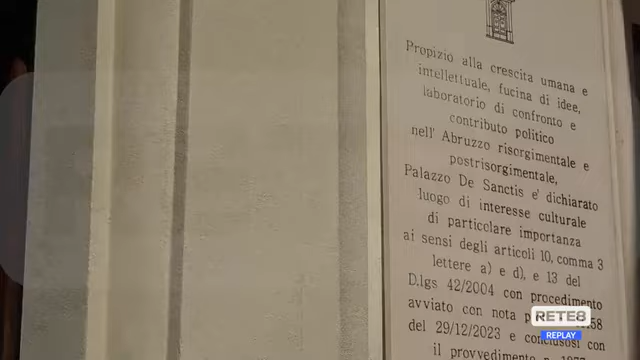 Propizio alla crescita umana e
intellettuale, fucina di idee,
laboratorio di confronto e
contributo politico
nell' Abruzzo risorgimentale e
postrisorgimentale,
Palazzo De Sanctis e' dichiarato
luogo di interesse culturale
di particolare importanza
ai sensi degli articoli 10, comma 3
lettere a) e d), e 13 del
D.lgs 42/2004 con procedimento
avviato con nota
del 29/12/2023 e conclusosi con
il provvedimento n.
RETE8
REPLAY